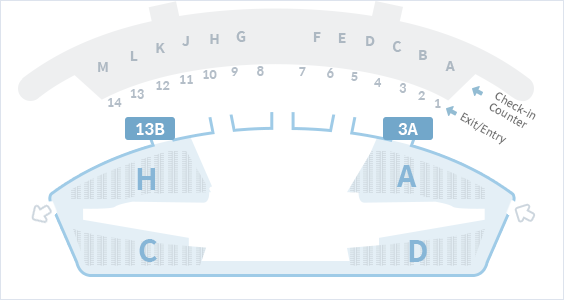 M L K J H G F E D C B A
14 13 12 11 10 9 8 7 6 5 4 3 2 1
Check-in
Counter
Exit/Entry
13B 3A
H A
C D